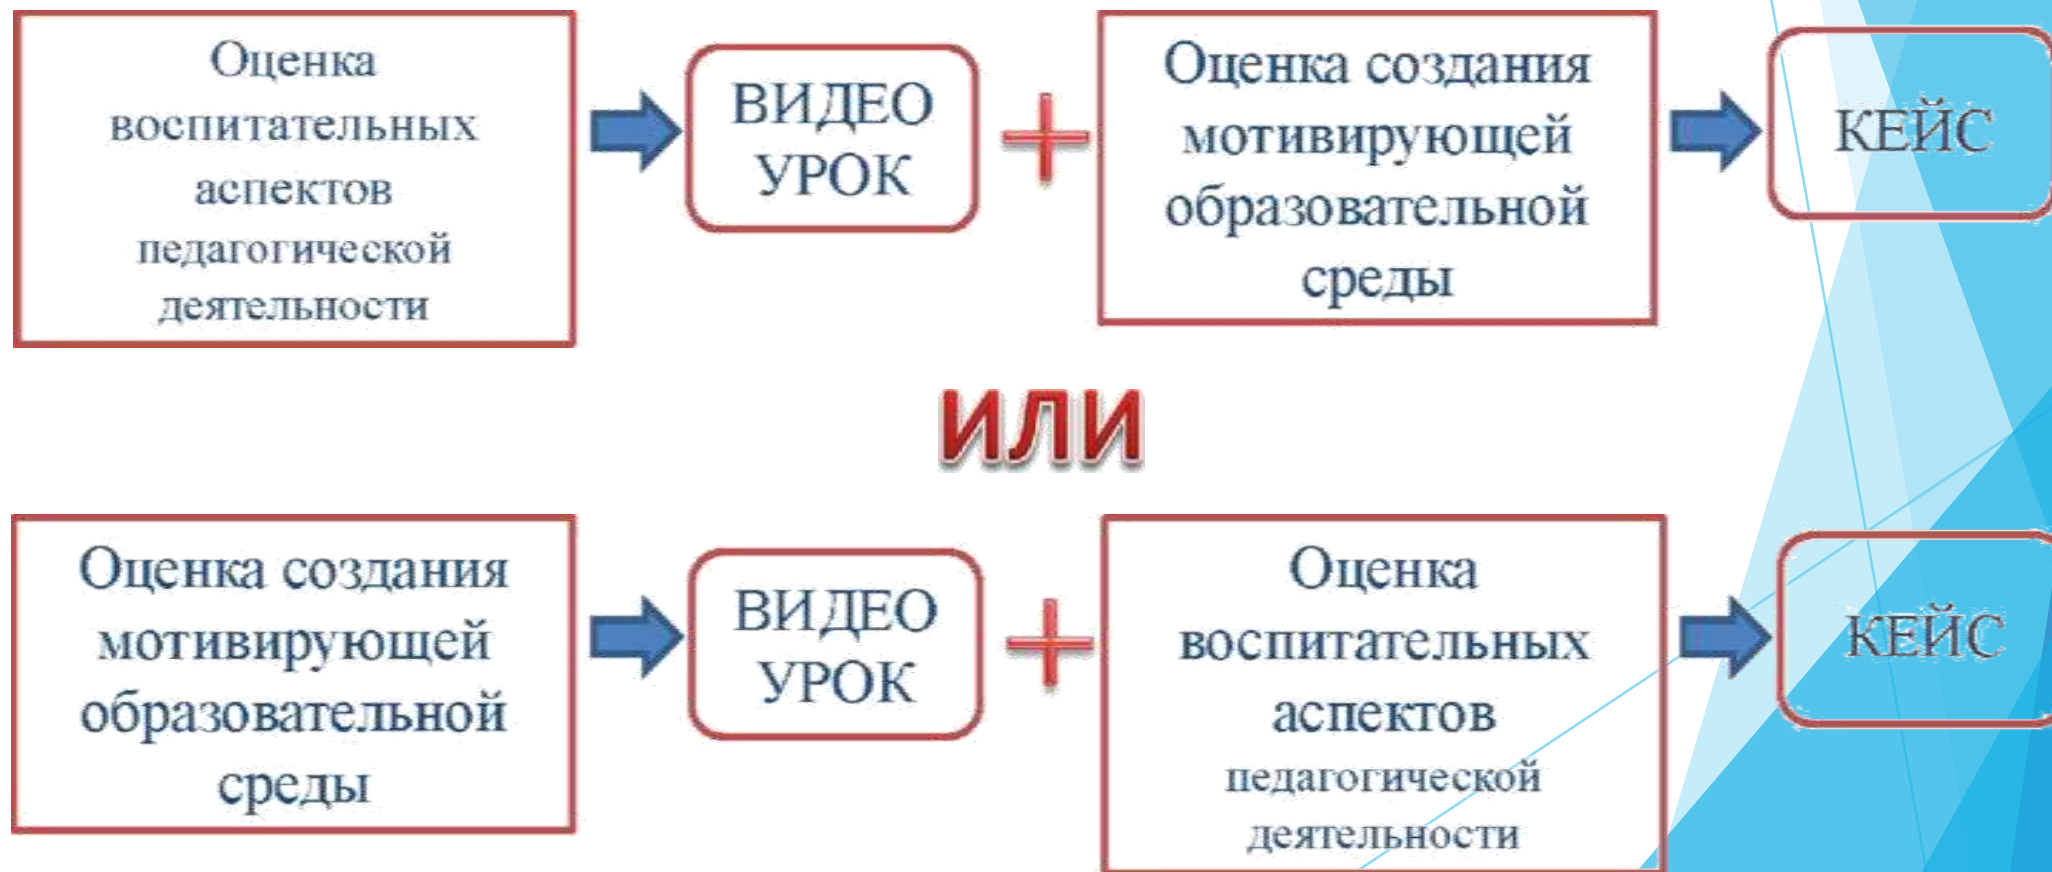 Оценка
воспитательных
аспектов
педагогической
деятельности
ВИДЕО
УРОК
Оценка создания
мотивирующей
образовательной
среды
КЕЙС
ИЛИ
Оценка создания
мотивирующей
образовательной
среды
ВИДЕО
УРОК
Оценка
воспитательных
аспектов
педагогической
деятельности
КЕЙС